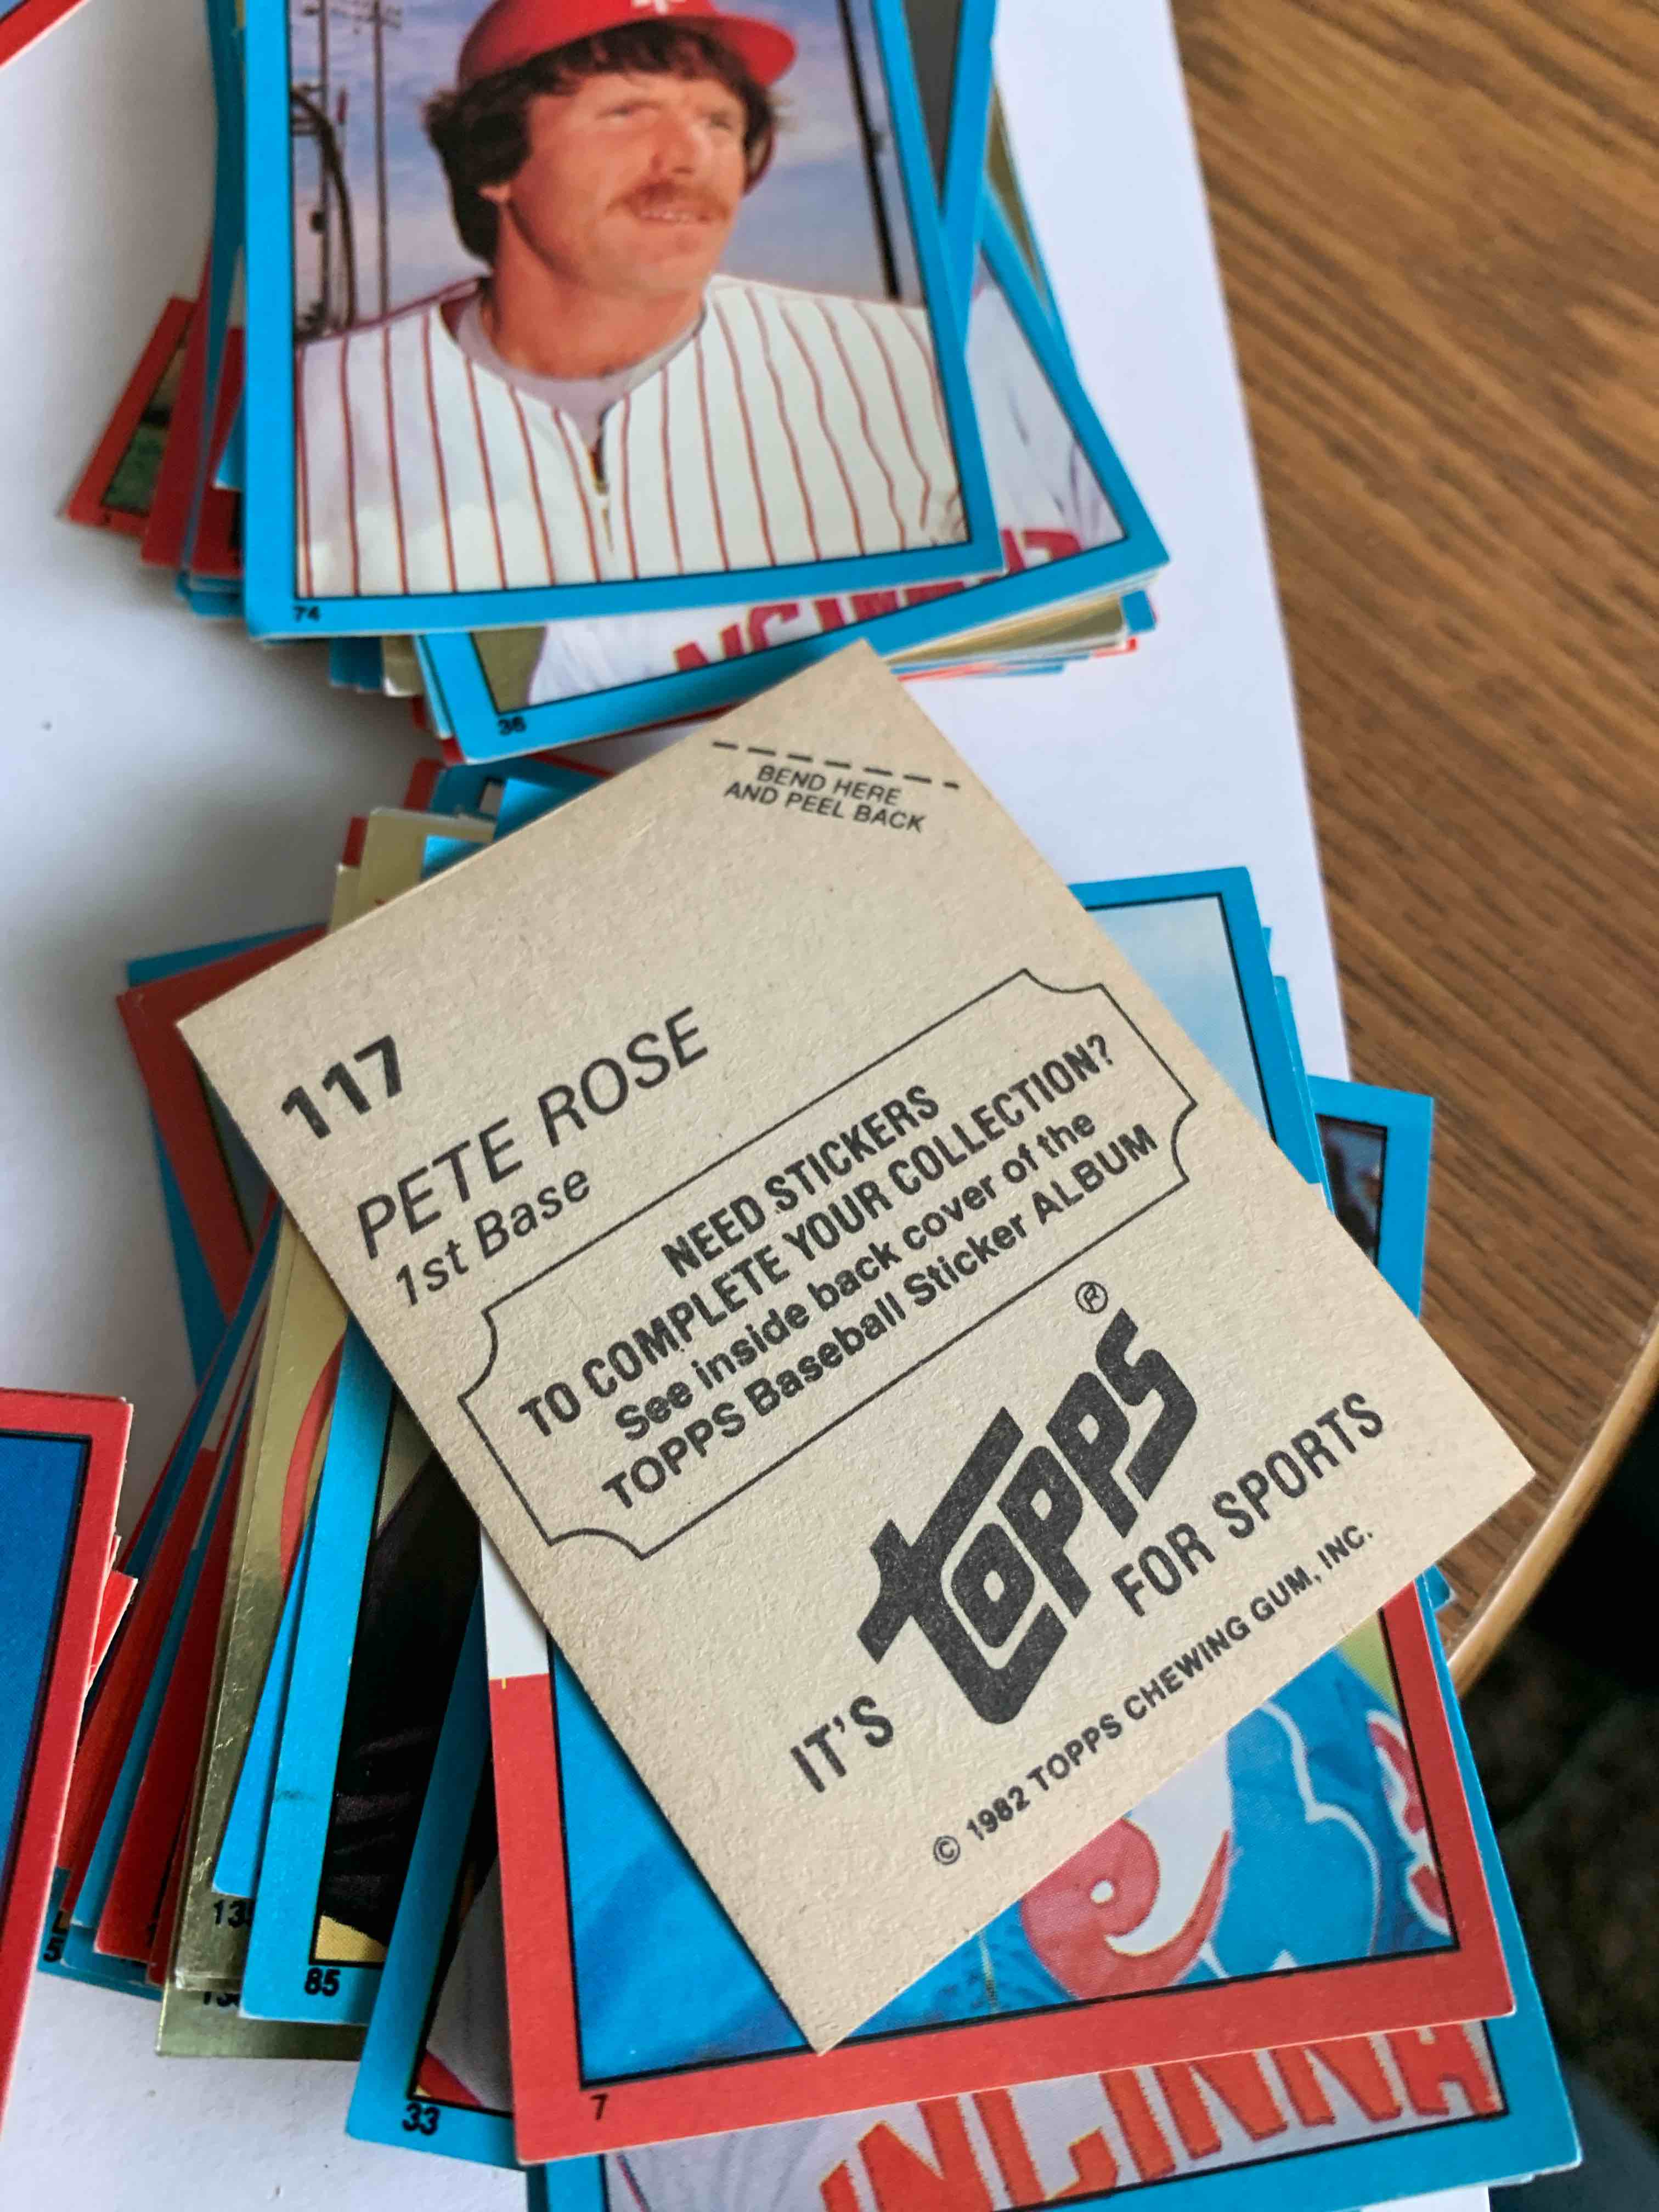 74
NCINN
36
BEND HERE
AND PEEL BACK
117
PETE ROSE
1st Base
NEED STICKERS
TO COMPLETE YOUR COLLECTION?
See inside back cover of the
TOPPS Baseball Sticker ALBUM
IT'S TOPPS® FOR SPORTS
© 1982 TOPPS CHEWING GUM, INC.
85
33
7
NCINNA